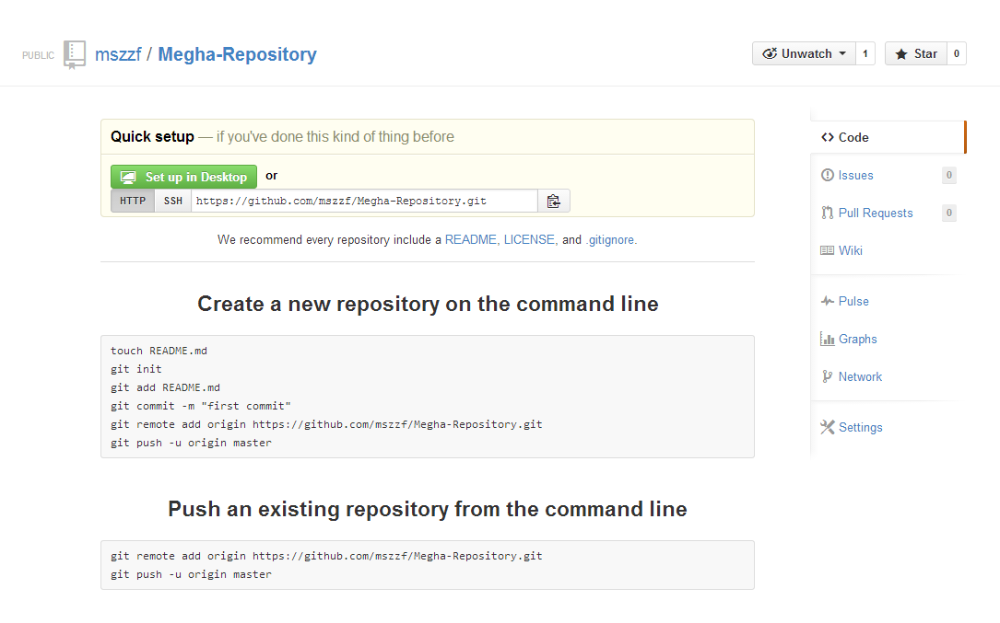 PUBLIC mszzf / Megha-Repository Unwatch 1 Star 0
Quick setup — if you've done this kind of thing before
Set up in Desktop or
HTTP SSH https://github.com/mszzf/Megha-Repository.git
We recommend every repository include a README, LICENSE, and .gitignore.
Create a new repository on the command line
touch README.md
git init
git add README.md
git commit -m "first commit"
git remote add origin https://github.com/mszzf/Megha-Repository.git
git push -u origin master
Push an existing repository from the command line
git remote add origin https://github.com/mszzf/Megha-Repository.git
git push -u origin master
Code
Issues 0
Pull Requests 0
Wiki
Pulse
Graphs
Network
Settings